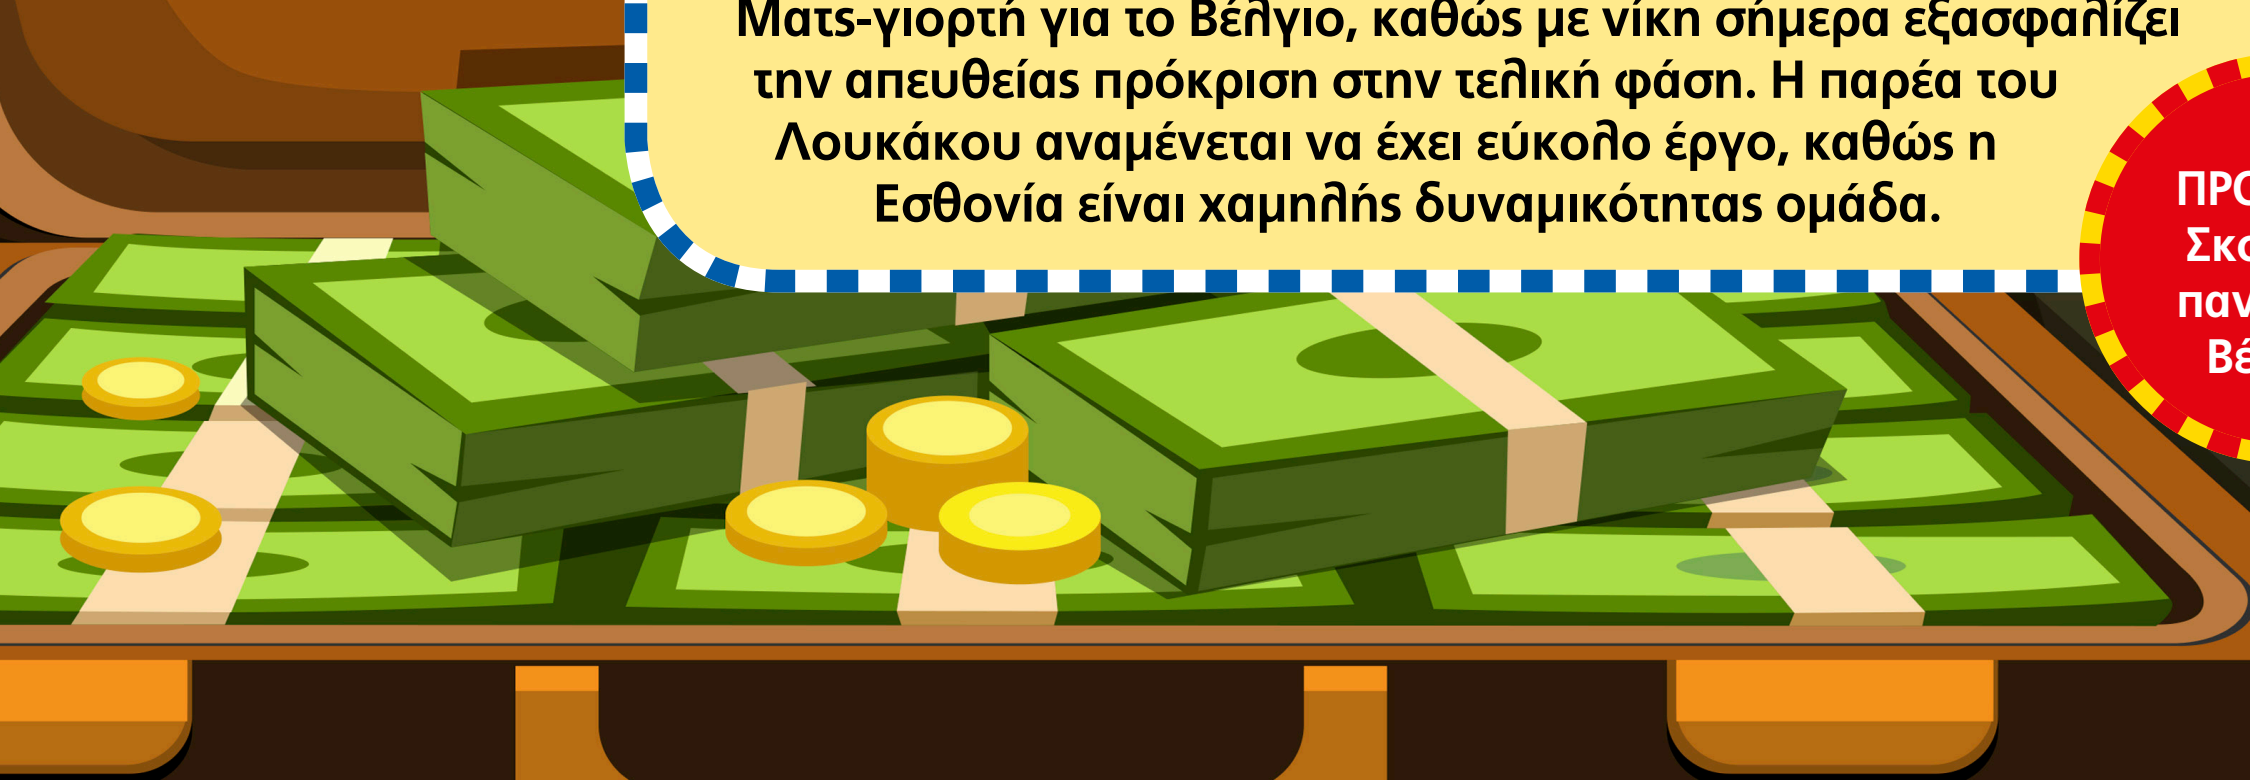 Ματς-γιορτή για το Βέλγιο, καθώς με νίκη σήμερα εξασφαλίζει
την απευθείας πρόκριση στην τελική φάση. Η παρέα του
Λουκάκου αναμένεται να έχει εύκολο έργο, καθώς η
Εσθονία είναι χαμηλής δυναμικότητας ομάδα.